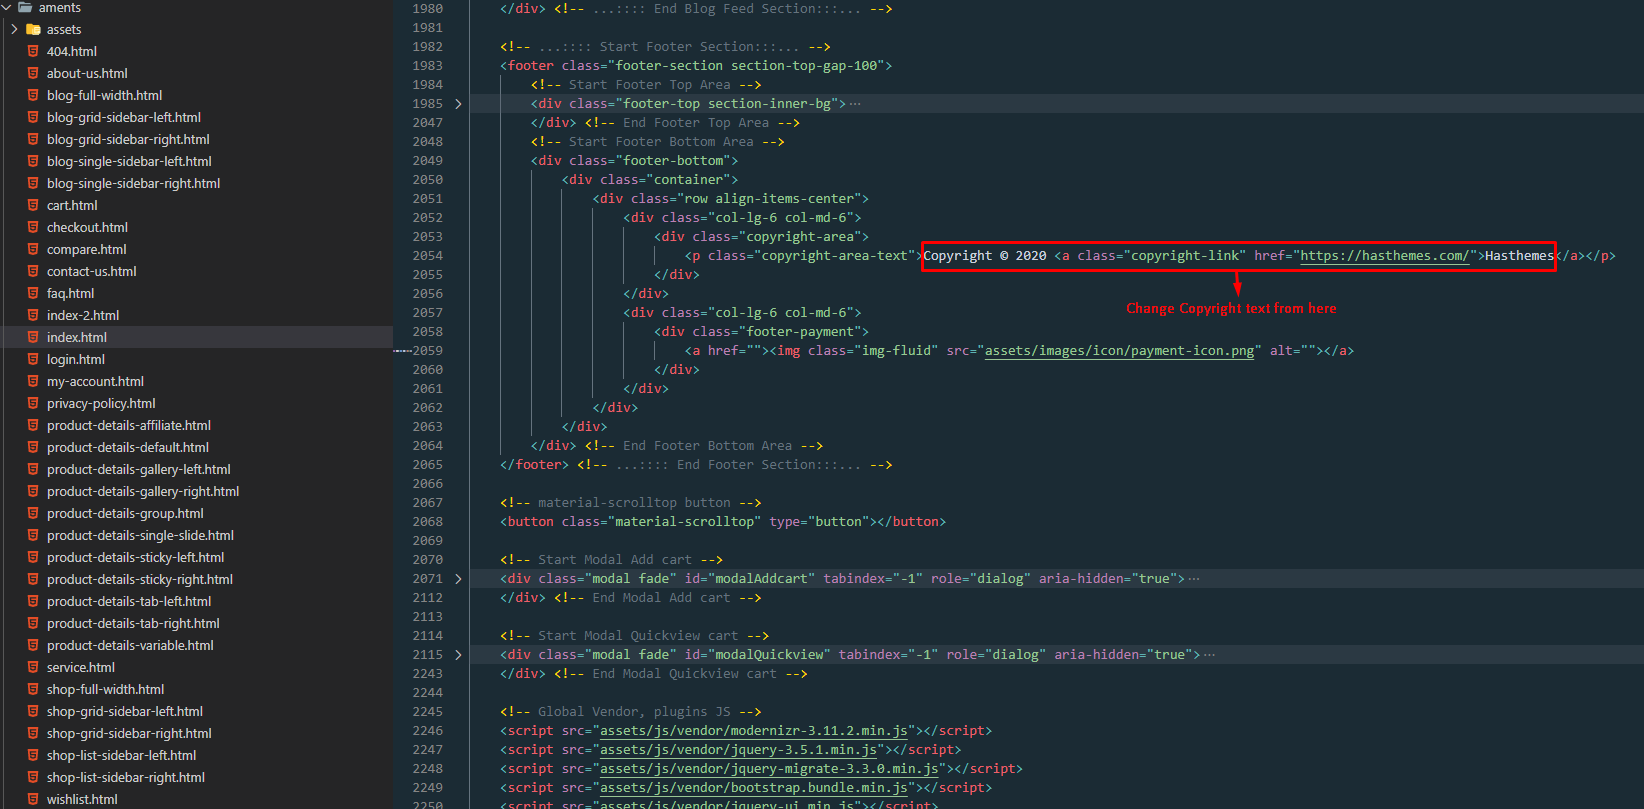 aments
assets
404.html
about-us.html
blog-full-width.html
blog-grid-sidebar-left.html
blog-grid-sidebar-right.html
blog-single-sidebar-left.html
blog-single-sidebar-right.html
cart.html
checkout.html
compare.html
contact-us.html
faq.html
index-2.html
index.html
login.html
my-account.html
privacy-policy.html
product-details-affiliate.html
product-details-default.html
product-details-gallery-left.html
product-details-gallery-right.html
product-details-group.html
product-details-single-slide.html
product-details-sticky-left.html
product-details-sticky-right.html
product-details-tab-left.html
product-details-tab-right.html
product-details-variable.html
service.html
shop-full-width.html
shop-grid-sidebar-left.html
shop-grid-sidebar-right.html
shop-list-sidebar-left.html
shop-list-sidebar-right.html
wishlist.html
1980 </div> <!-- ...:::: End Blog Feed Section:::... -->
1981
1982 <!-- ...:::: Start Footer Section:::... -->
1983 <footer class="footer-section section-top-gap-100">
1984 <!-- Start Footer Top Area -->
1985 <div class="footer-top section-inner-bg">...
2047 </div> <!-- End Footer Top Area -->
2048 <!-- Start Footer Bottom Area -->
2049 <div class="footer-bottom">
2050 <div class="container">
2051 <div class="row align-items-center">
2052 <div class="col-lg-6 col-md-6">
2053 <div class="copyright-area">
2054 <p class="copyright-area-text">Copyright © 2020 <a class="copyright-link" href="https://hasthemes.com/">Hasthemes</a></p>
2055 </div>
Change Copyright text from here
2056 </div>
2057 <div class="col-lg-6 col-md-6">
2058 <div class="footer-payment">
2059 <a href=""><img class="img-fluid" src="assets/images/icon/payment-icon.png" alt=""></a>
2060 </div>
2061 </div>
2062 </div>
2063 </div>
2064 </div> <!-- End Footer Bottom Area -->
2065 </footer> <!-- ...:::: End Footer Section:::... -->
2066
2067 <!-- material-scrolltop button -->
2068 <button class="material-scrolltop" type="button"></button>
2069
2070 <!-- Start Modal Add cart -->
2071 <div class="modal fade" id="modalAddcart" tabindex="-1" role="dialog" aria-hidden="true">...
2112 </div> <!-- End Modal Add cart -->
2113
2114 <!-- Start Modal Quickview cart -->
2115 <div class="modal fade" id="modalQuickview" tabindex="-1" role="dialog" aria-hidden="true">...
2243 </div> <!-- End Modal Quickview cart -->
2244
2245 <!-- Global Vendor, plugins JS -->
2246 <script src="assets/js/vendor/modernizr-3.11.2.min.js"></script>
2247 <script src="assets/js/vendor/jquery-3.5.1.min.js"></script>
2248 <script src="assets/js/vendor/jquery-migrate-3.3.0.min.js"></script>
2249 <script src="assets/js/vendor/bootstrap.bundle.min.js"></script>
2250 <script src="assets/js/vendor/jquery-ui.min.js"></script>